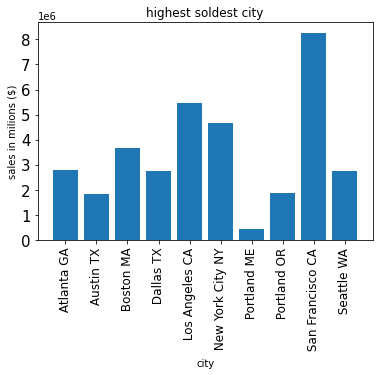 highest soldest city
1e6
sales in milions ($)
8
7
6
5
4
3
2
1
0
Atlanta GA
Austin TX
Boston MA
Dallas TX
Los Angeles CA
New York City NY
Portland ME
Portland OR
San Francisco CA
Seattle WA
city